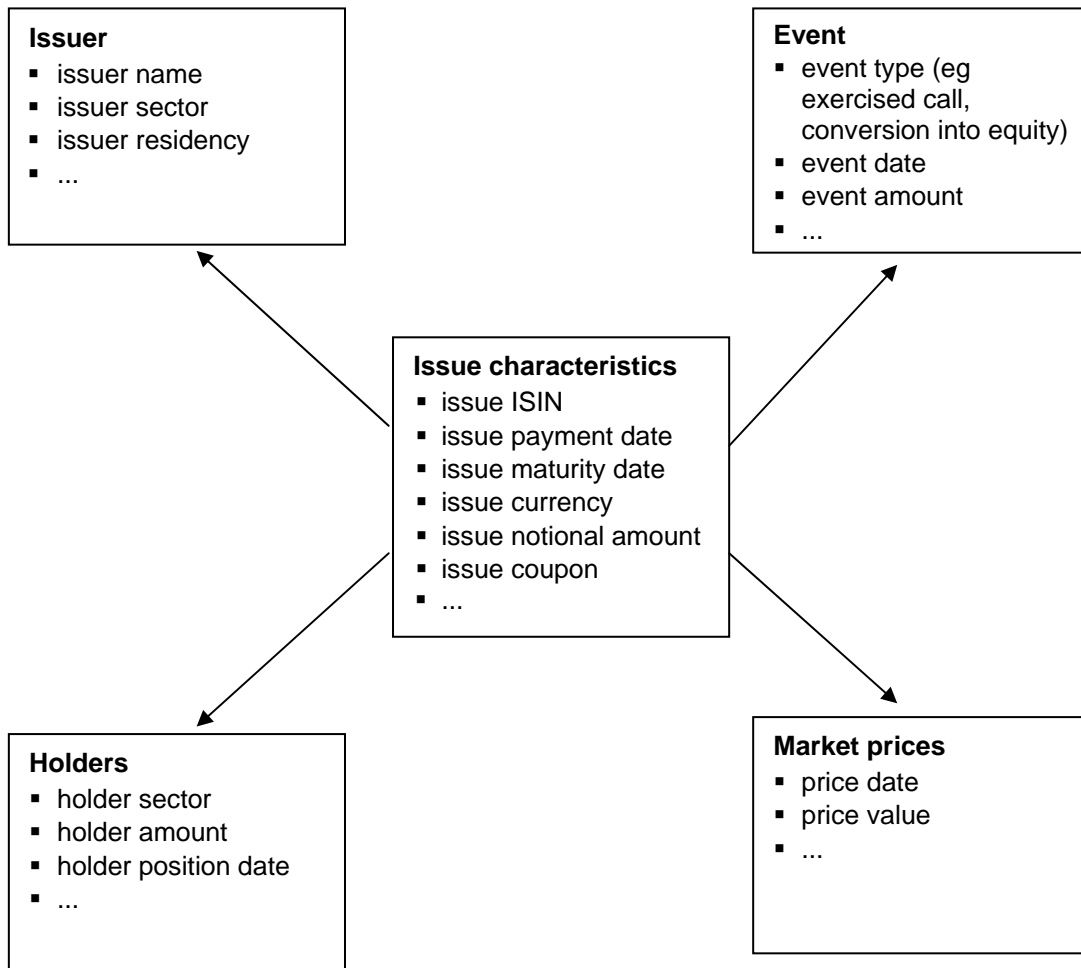 Issuer
▪ issuer name
▪ issuer sector
▪ issuer residency
▪ ...
Event
▪ event type (eg
exercised call,
conversion into equity)
▪ event date
▪ event amount
▪ ...
Issue characteristics
▪ issue ISIN
▪ issue payment date
▪ issue maturity date
▪ issue currency
▪ issue notional amount
▪ issue coupon
▪ ...
Holders
▪ holder sector
▪ holder amount
▪ holder position date
▪ ...
Market prices
▪ price date
▪ price value
▪ ...